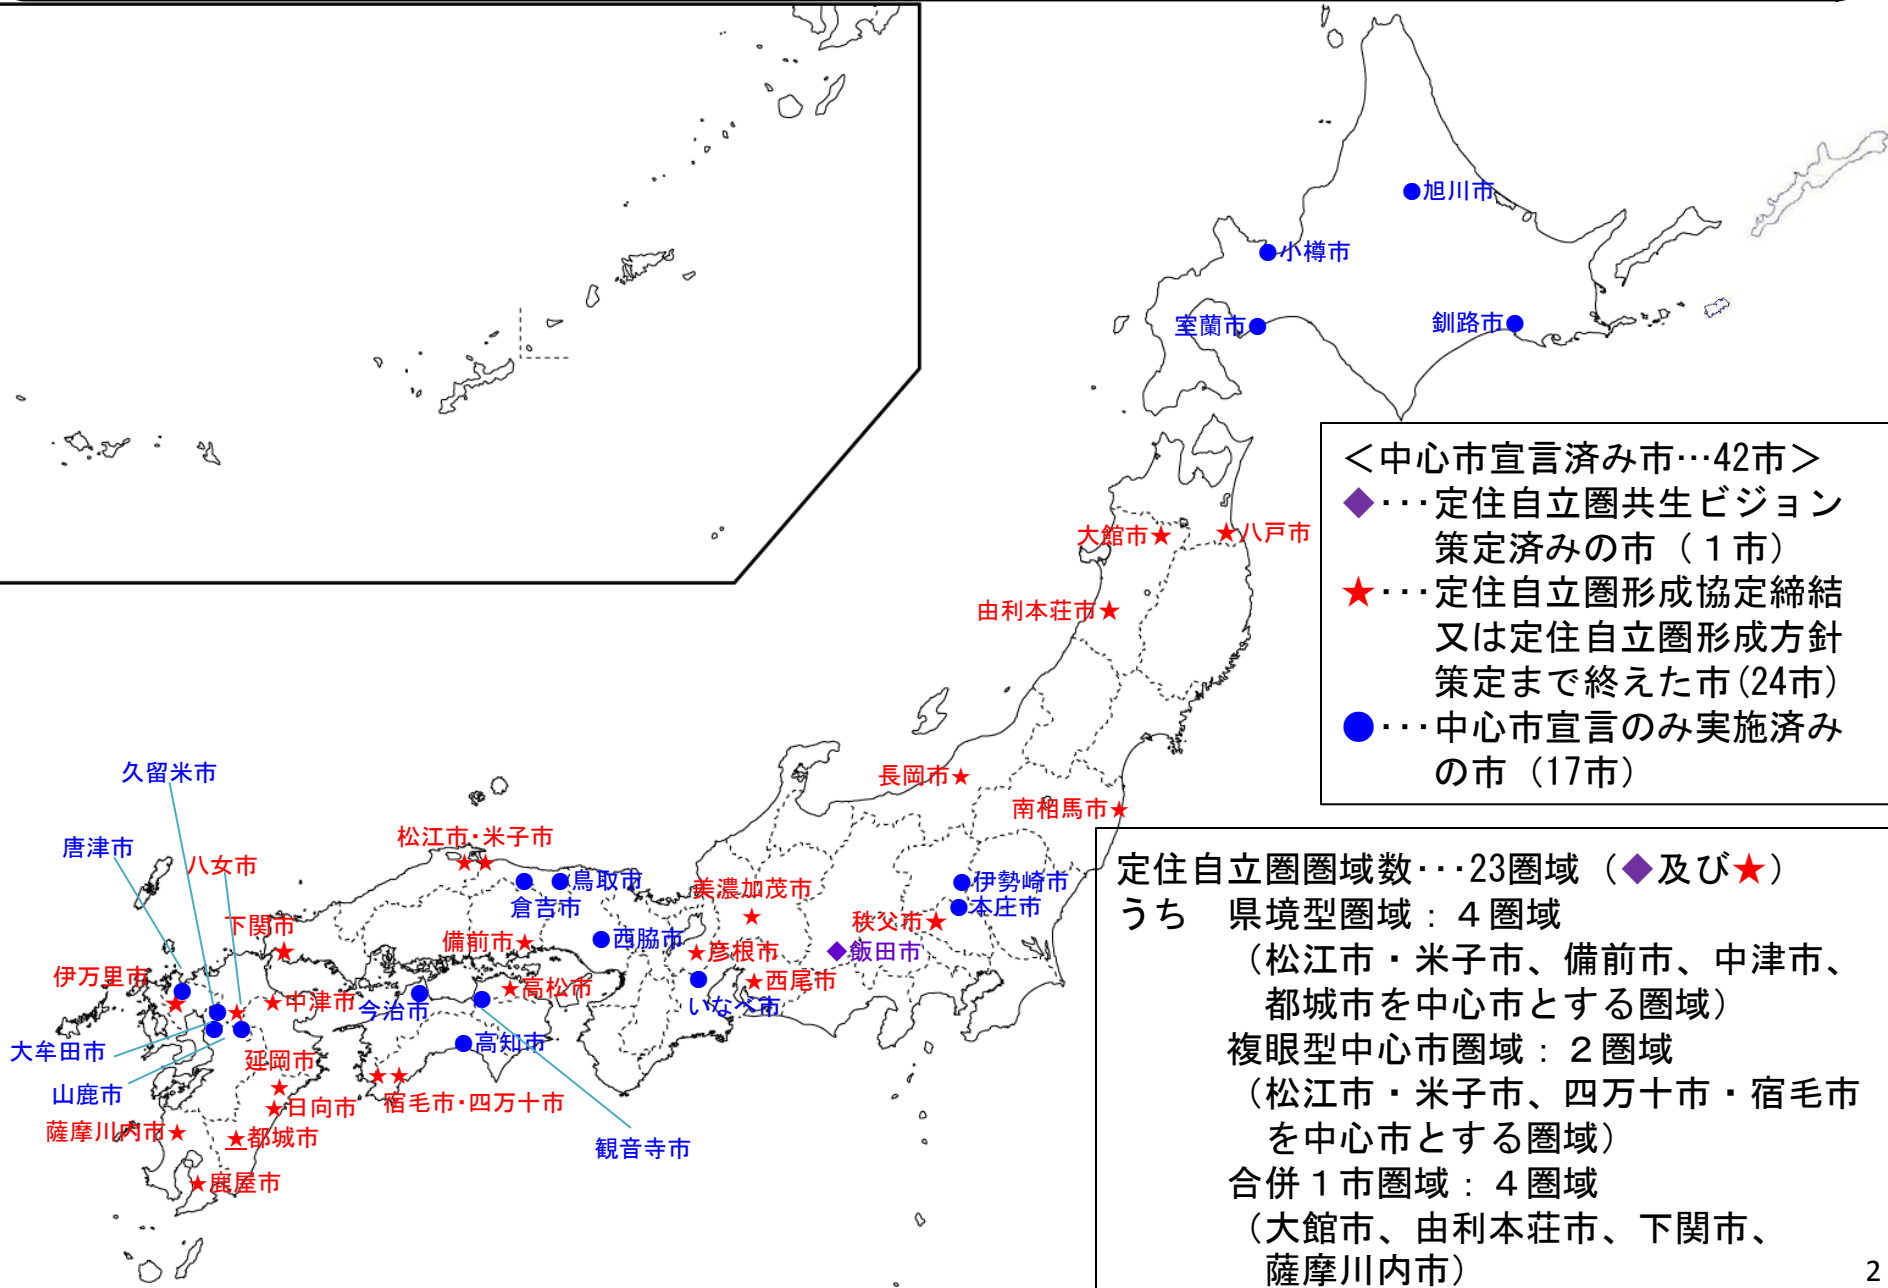 旭川市
小樽市
室蘭市
釧路市
＜中心市宣言済み市…42市＞
◆･･･定住自立圏共生ビジョン
策定済みの市（１市）
★･･･定住自立圏形成協定締結
又は定住自立圏形成方針
策定まで終えた市(24市)
●･･･中心市宣言のみ実施済み
の市（17市）
大館市
八戸市
由利本荘市
長岡市
南相馬市
久留米市
唐津市
八女市
松江市・米子市
鳥取市
倉吉市
美濃加茂市
伊勢崎市
本庄市
秩父市
下関市
備前市
西脇市
彦根市
飯田市
伊万里市
中津市
今治市
高松市
いなべ市
西尾市
大牟田市
高知市
延岡市
山鹿市
日向市
宿毛市・四万十市
薩摩川内市
都城市
観音寺市
鹿屋市
定住自立圏圏域数･･･23圏域（◆及び★）
うち　県境型圏域：４圏域
（松江市・米子市、備前市、中津市、
都城市を中心市とする圏域）
複眼型中心市圏域：２圏域
（松江市・米子市、四万十市・宿毛市
を中心市とする圏域）
合併１市圏域：４圏域
（大館市、由利本荘市、下関市、
薩摩川内市）
2